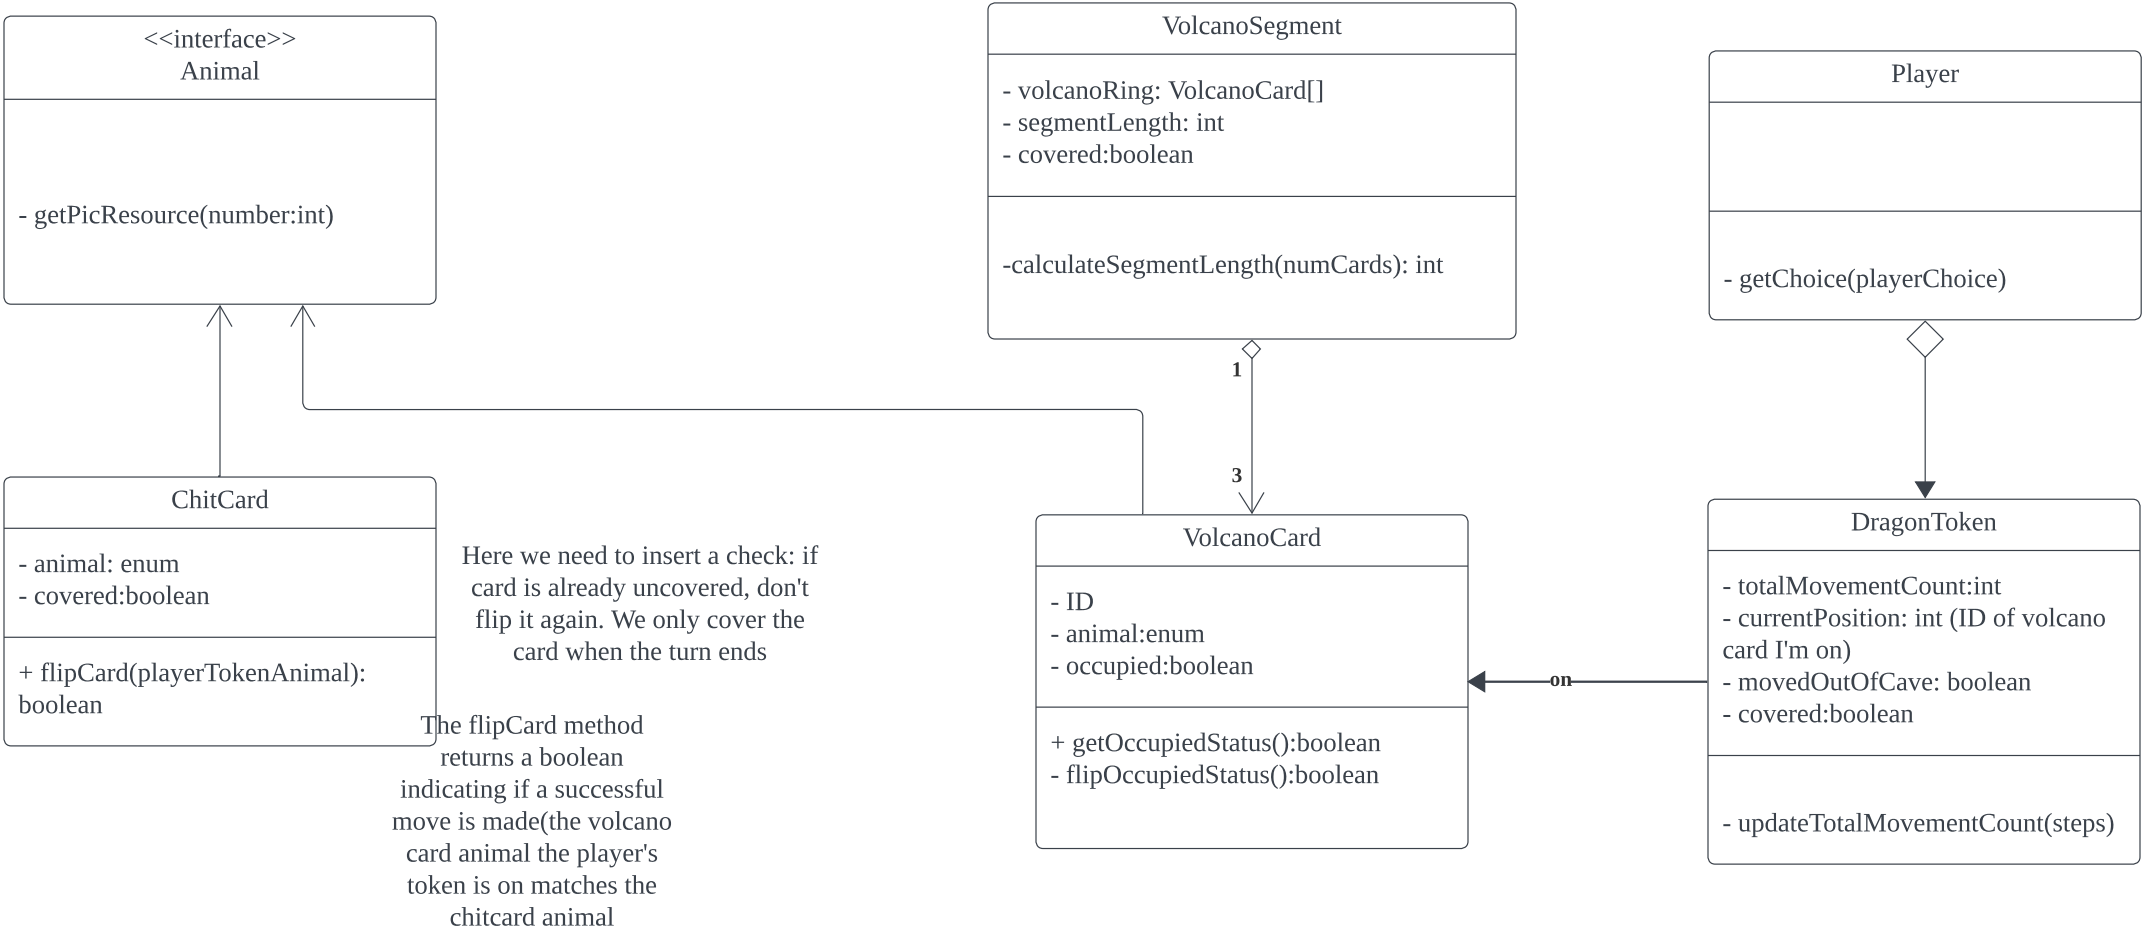 <<interface>>
Animal
- getPicResource(number:int)
VolcanoSegment
- volcanoRing: VolcanoCard[]
- segmentLength: int
- covered:boolean
-calculateSegmentLength(numCards): int
Player
- getChoice(playerChoice)
1
3
ChitCard
- animal: enum
- covered:boolean
+ flipCard(playerTokenAnimal):
boolean
Here we need to insert a check: if
card is already uncovered, don't
flip it again. We only cover the
card when the turn ends
The flipCard method
returns a boolean
indicating if a successful
move is made(the volcano
card animal the player's
token is on matches the
chitcard animal
VolcanoCard
- ID
- animal:enum
- occupied:boolean
+ getOccupiedStatus():boolean
- flipOccupiedStatus():boolean
on
DragonToken
- totalMovementCount:int
- currentPosition: int (ID of volcano
card I'm on)
- movedOutOfCave: boolean
- covered:boolean
- updateTotalMovementCount(steps)